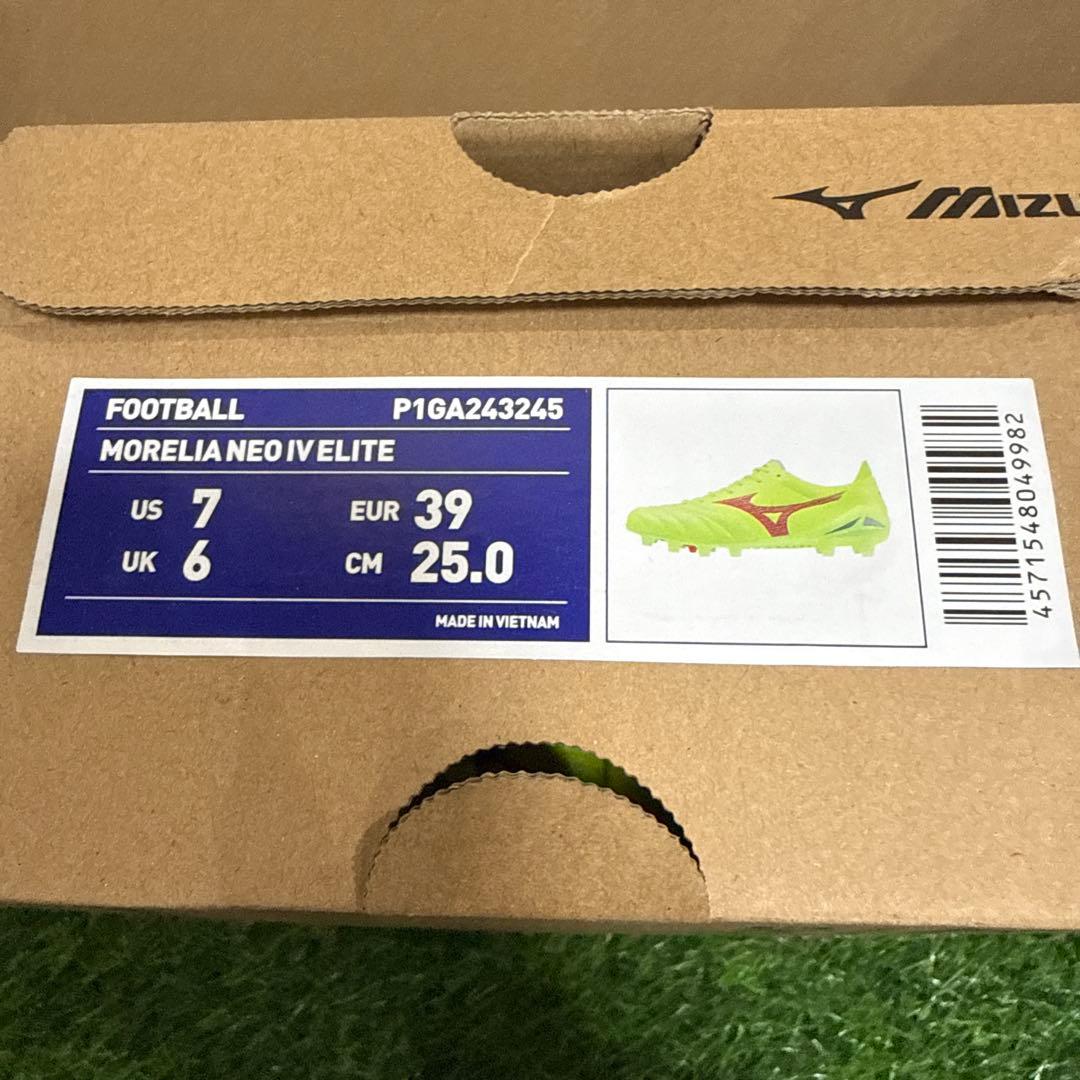 MIZU
FOOTBALL P1GA243245
MORELIA NEO IV ELITE
US 7 EUR 39
UK 6 CM 25.0
MADE IN VIETNAM
4571548049982